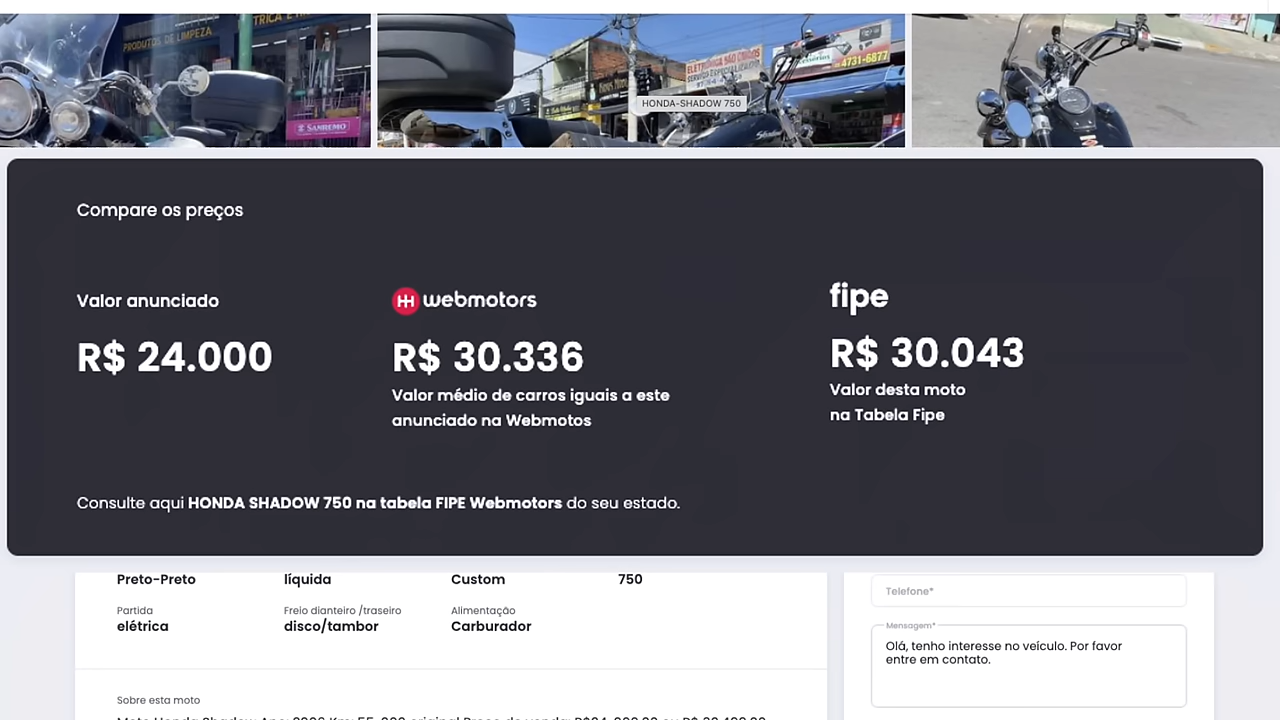 PRODUTOS DE LIMPEZA
SANREMO
ELETRÔNICA SÃO CARLOS
4731-6877
HONDA-SHADOW 750
Compare os preços
Valor anunciado
R$ 24.000
webmotors
R$ 30.336
Valor médio de carros iguais a este
anunciado na Webmotos
fipe
R$ 30.043
Valor desta moto
na Tabela Fipe
Consulte aqui HONDA SHADOW 750 na tabela FIPE Webmotors do seu estado.
Preto-Preto
líquida
Custom
750
Partida
elétrica
Freio dianteiro /traseiro
disco/tambor
Alimentação
Carburador
Sobre esta moto
Telefone*
Mensagem*
Olá, tenho interesse no veículo. Por favor
entre em contato.